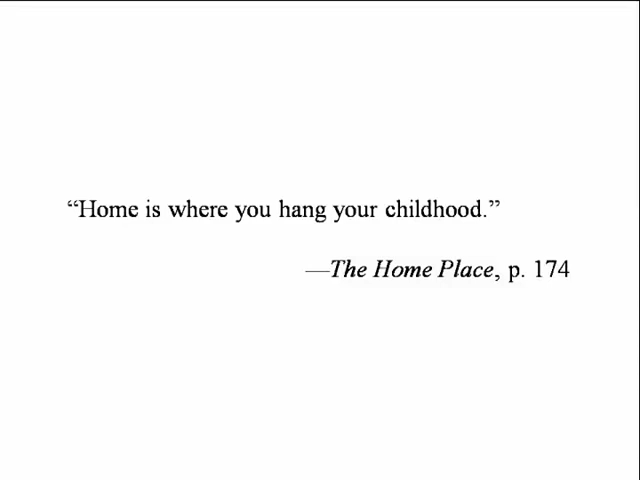 “Home is where you hang your childhood.”
—The Home Place, p. 174